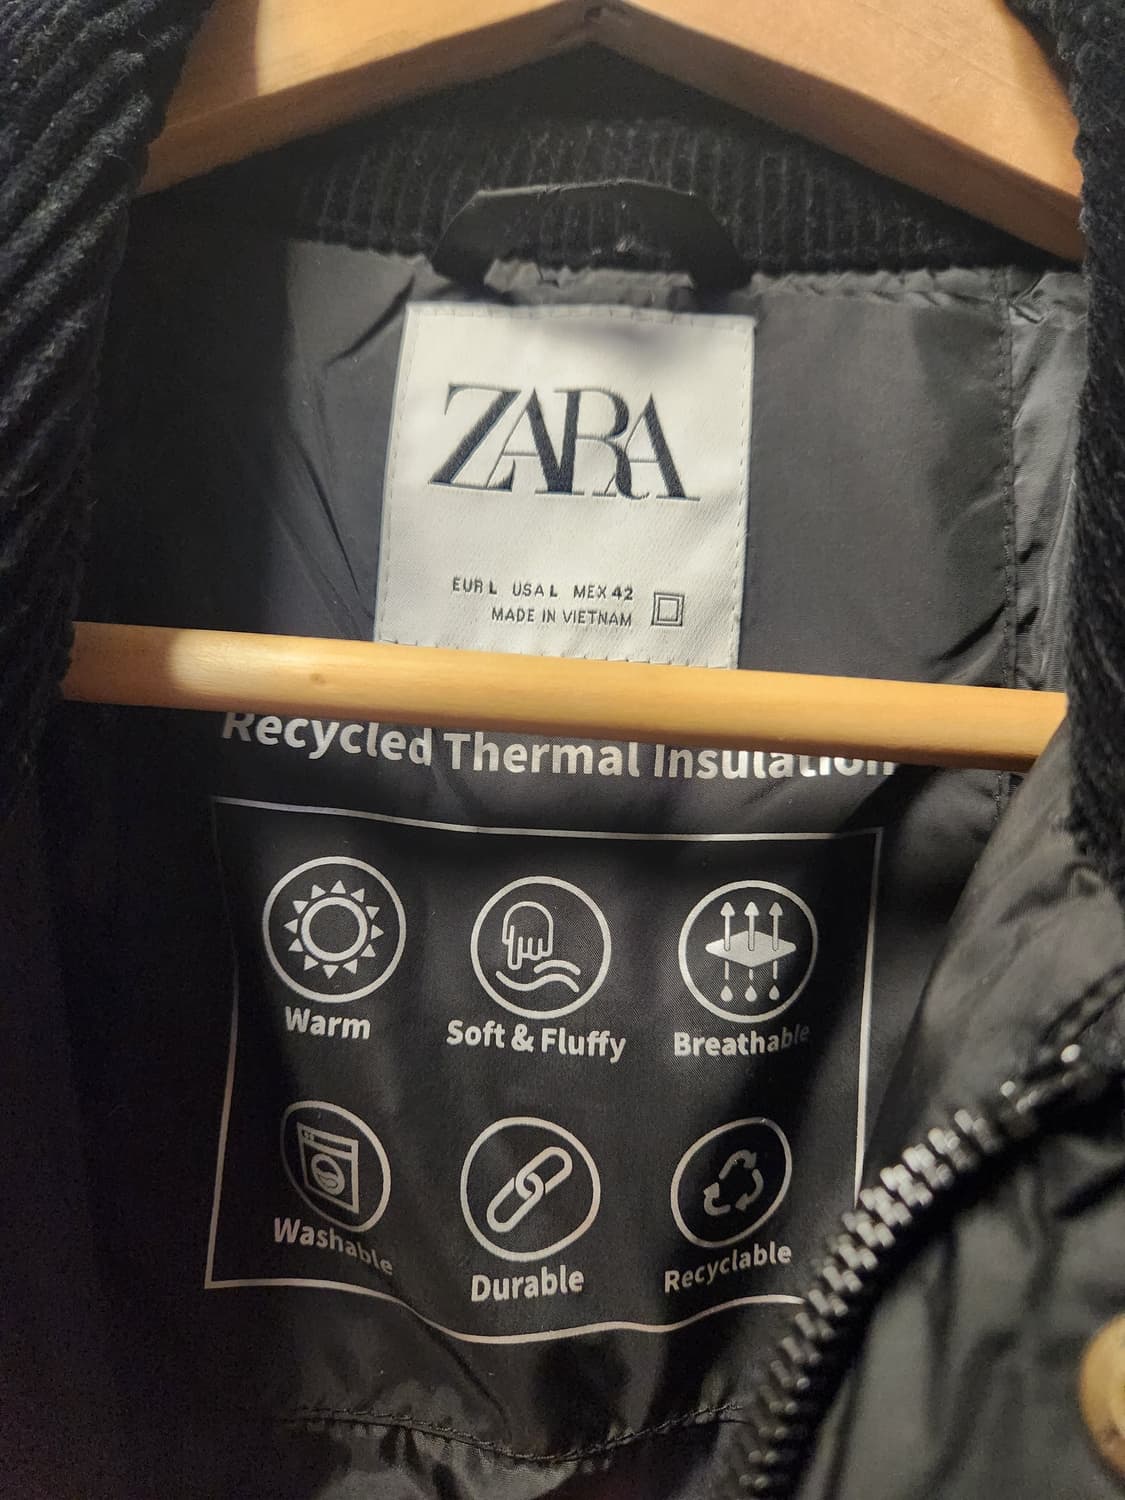 ZARA
EUR L USA L MEX 42
MADE IN VIETNAM
Recycled Thermal Insulation
Warm
Soft & Fluffy
Breathable
Washable
Durable
Recyclable